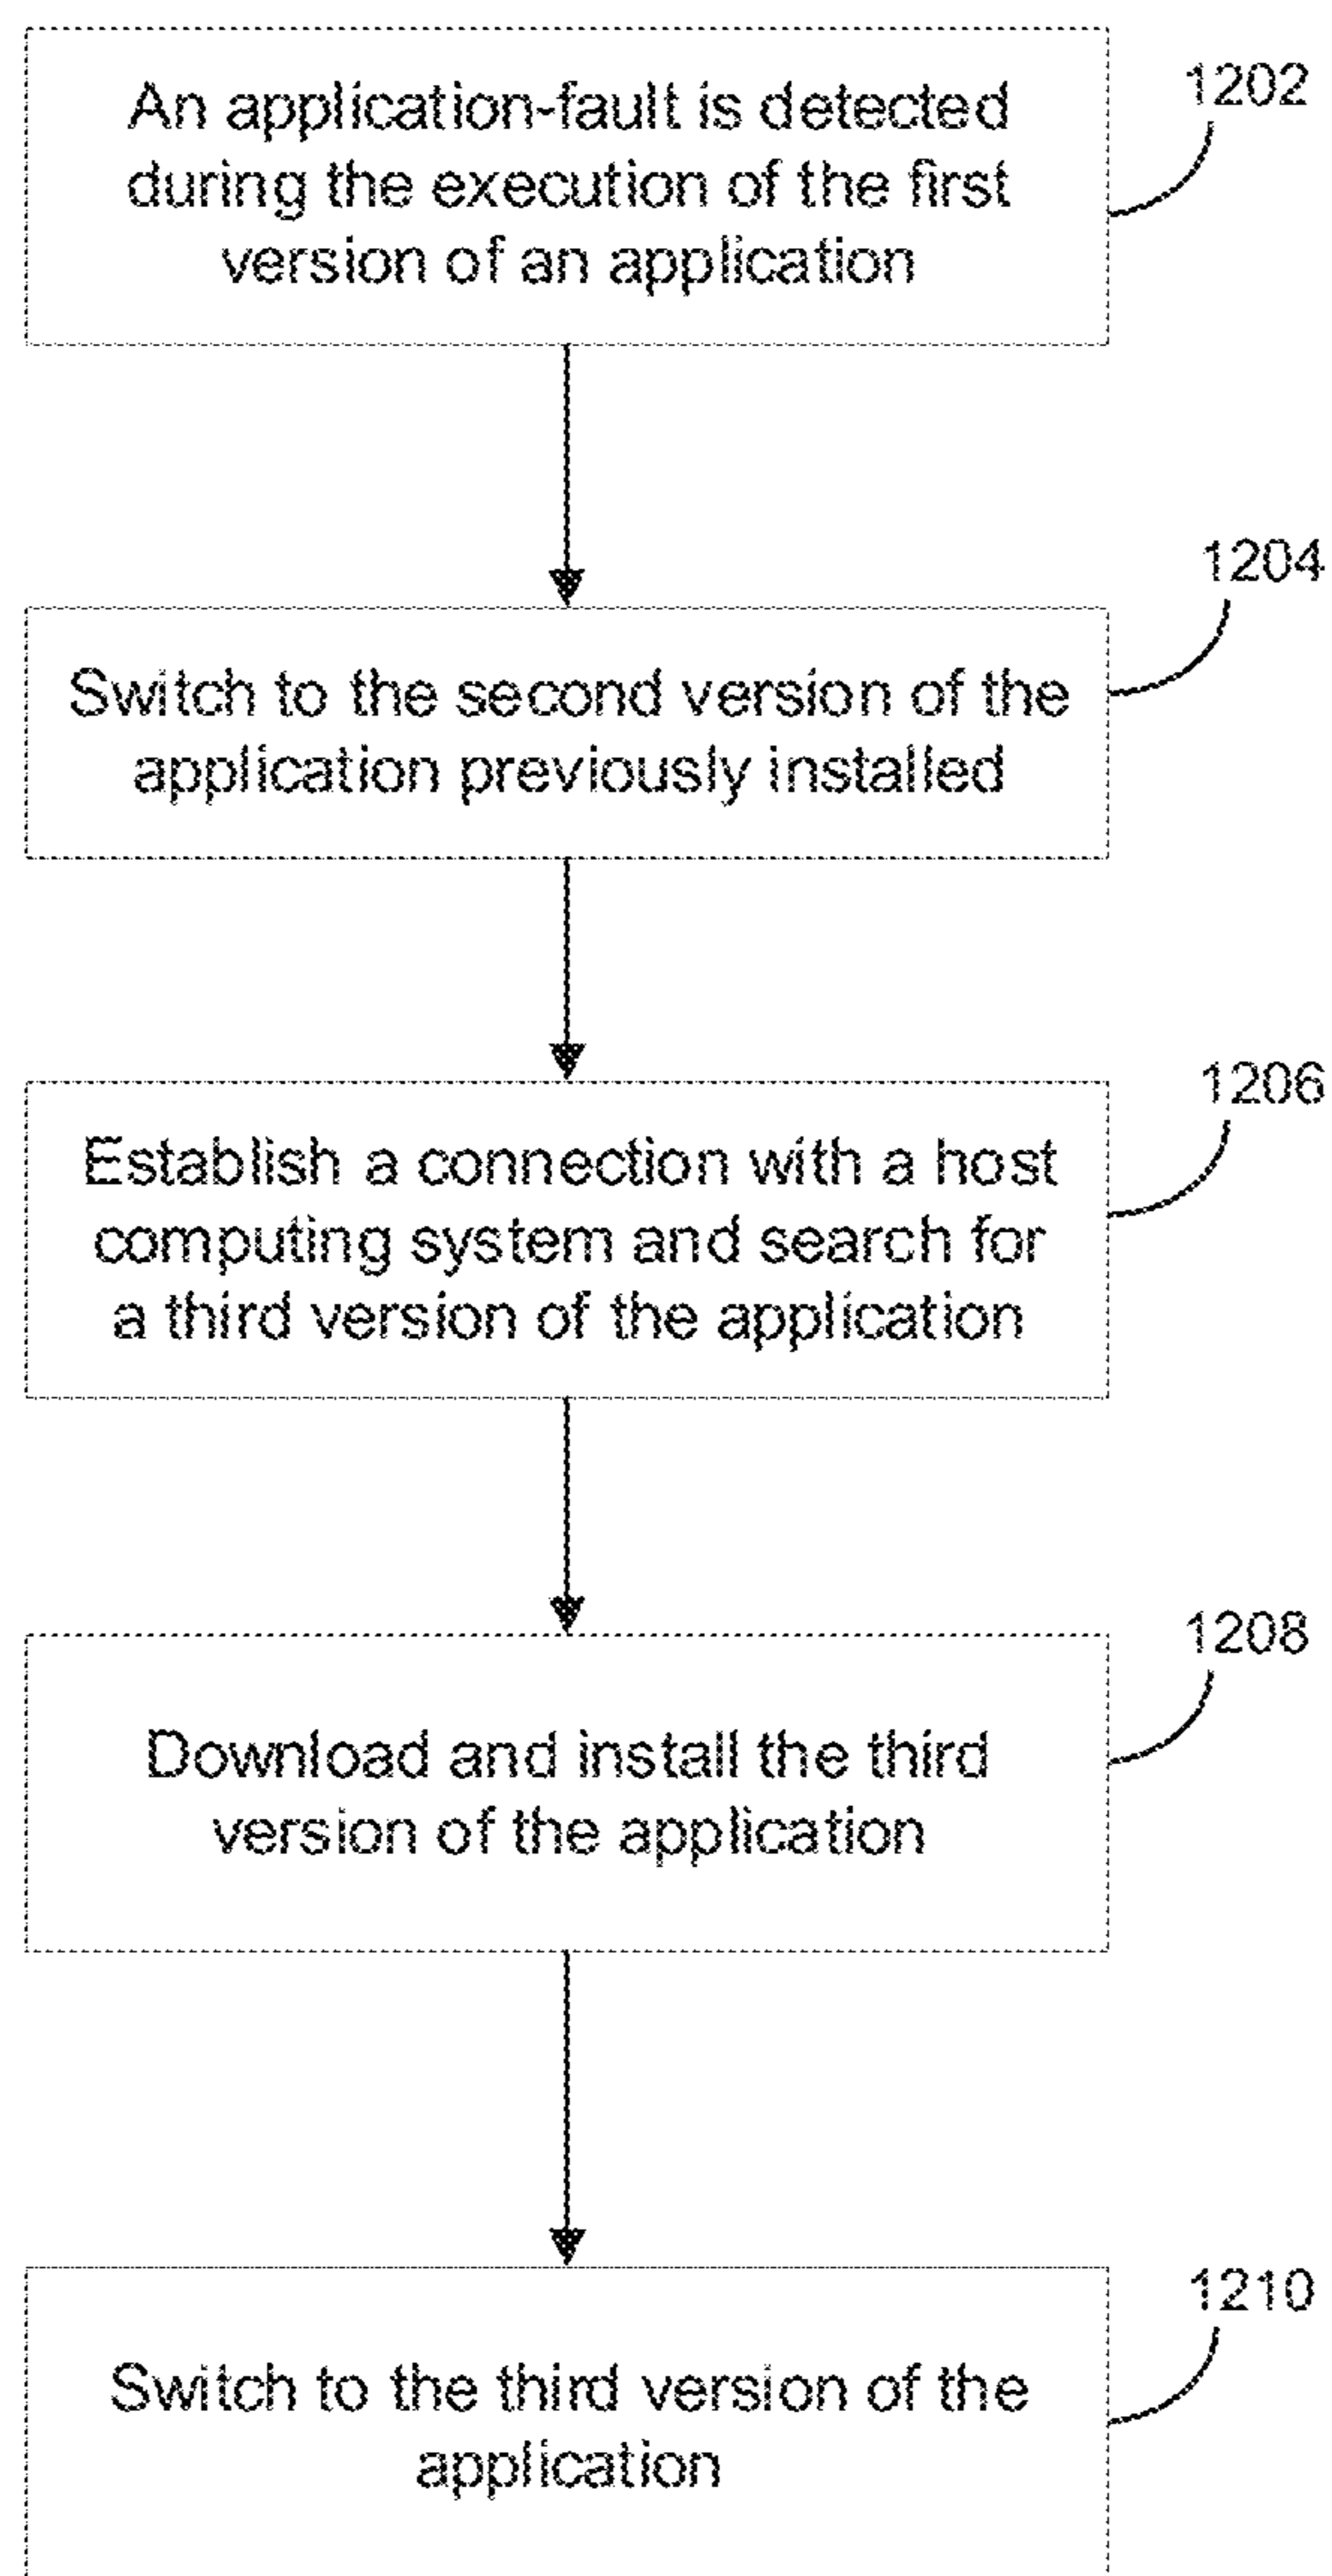 An application-fault is detected
during the execution of the first
version of an application
1202
Switch to the second version of the
application previously installed
1204
Establish a connection with a host
computing system and search for
a third version of the application
1206
Download and install the third
version of the application
1208
Switch to the third version of the
application
1210